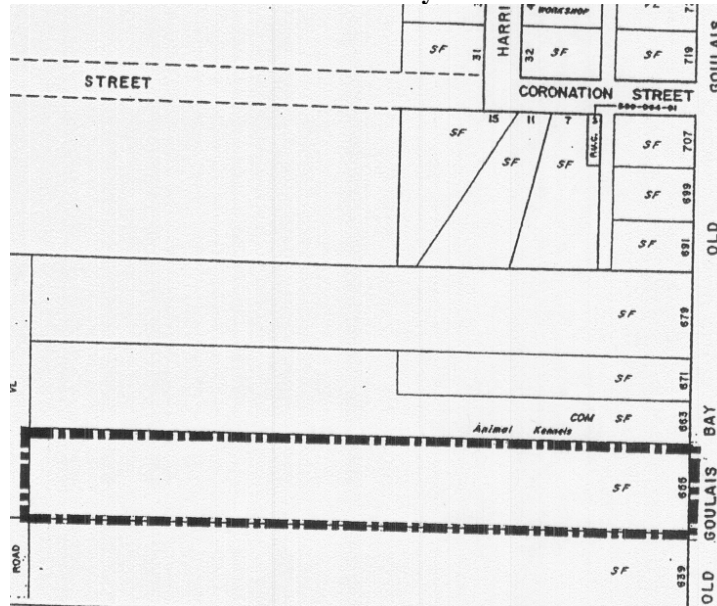 WORKSHOP
HARRI
SF
31
32
SF
SF
719
GOULAIS
STREET
CORONATION STREET
15
11
7
3
P.U.C.
SF
SF
SF
SF
707
SF
699
SF
691
OLD
SF
679
SF
671
Animal Kennels
COM
SF
663
BAY
SF
GOULAIS
ROAD
SF
639
OLD